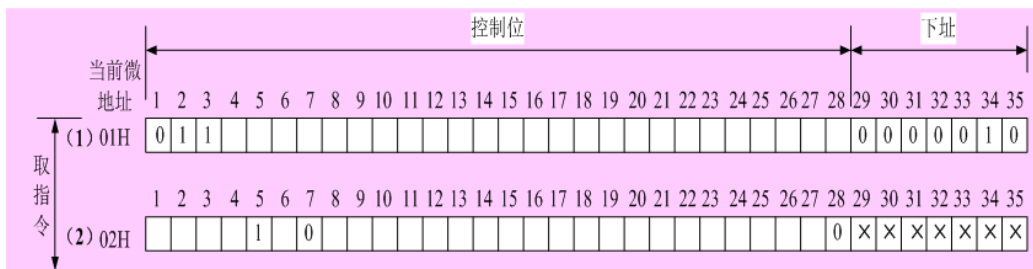 控制位 下址
当前微
地址 1 2 3 4 5 6 7 8 9 10 11 12 13 14 15 16 17 18 19 20 21 22 23 24 25 26 27 28 29 30 31 32 33 34 35
(1) 01H 0 1 1 0 0 0 0 0 1 0
取指令
1 2 3 4 5 6 7 8 9 10 11 12 13 14 15 16 17 18 19 20 21 22 23 24 25 26 27 28 29 30 31 32 33 34 35
(2) 02H 1 0 0 × × × × × × ×